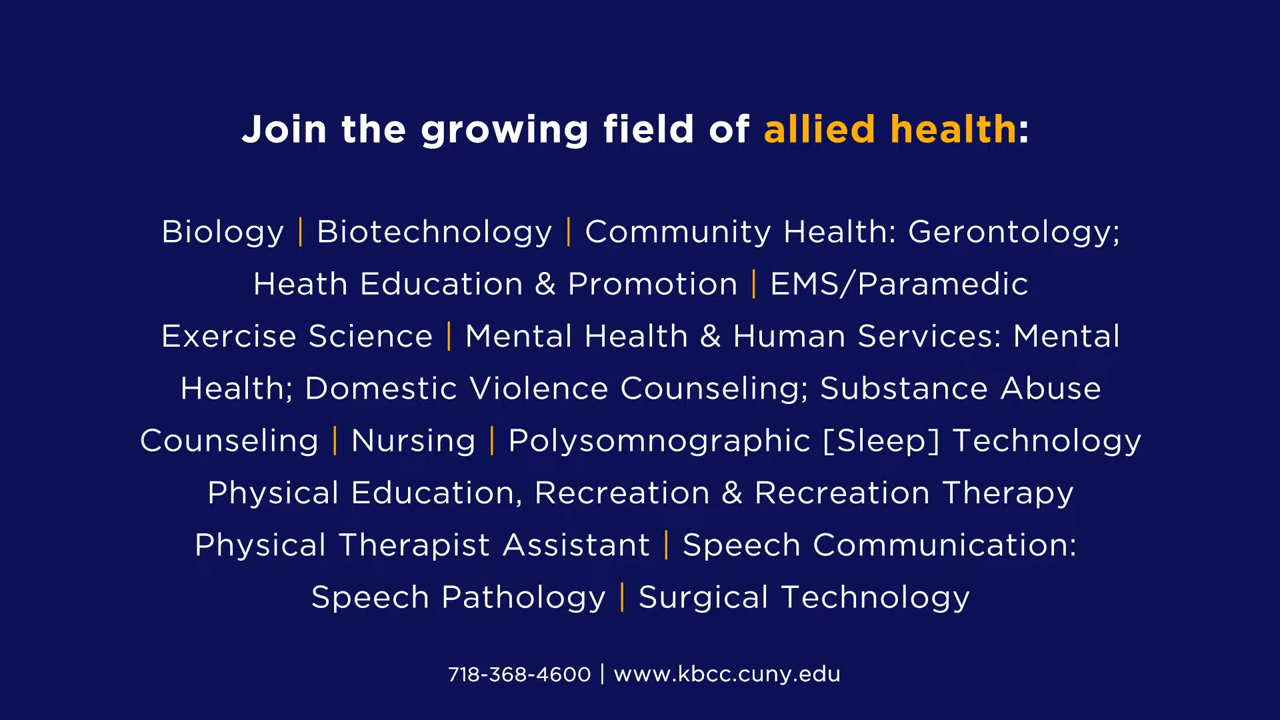 Join the growing field of allied health:
Biology | Biotechnology | Community Health: Gerontology;
Heath Education & Promotion | EMS/Paramedic
Exercise Science | Mental Health & Human Services: Mental
Health; Domestic Violence Counseling; Substance Abuse
Counseling | Nursing | Polysomnographic [Sleep] Technology
Physical Education, Recreation & Recreation Therapy
Physical Therapist Assistant | Speech Communication:
Speech Pathology | Surgical Technology
718-368-4600 | www.kbcc.cuny.edu